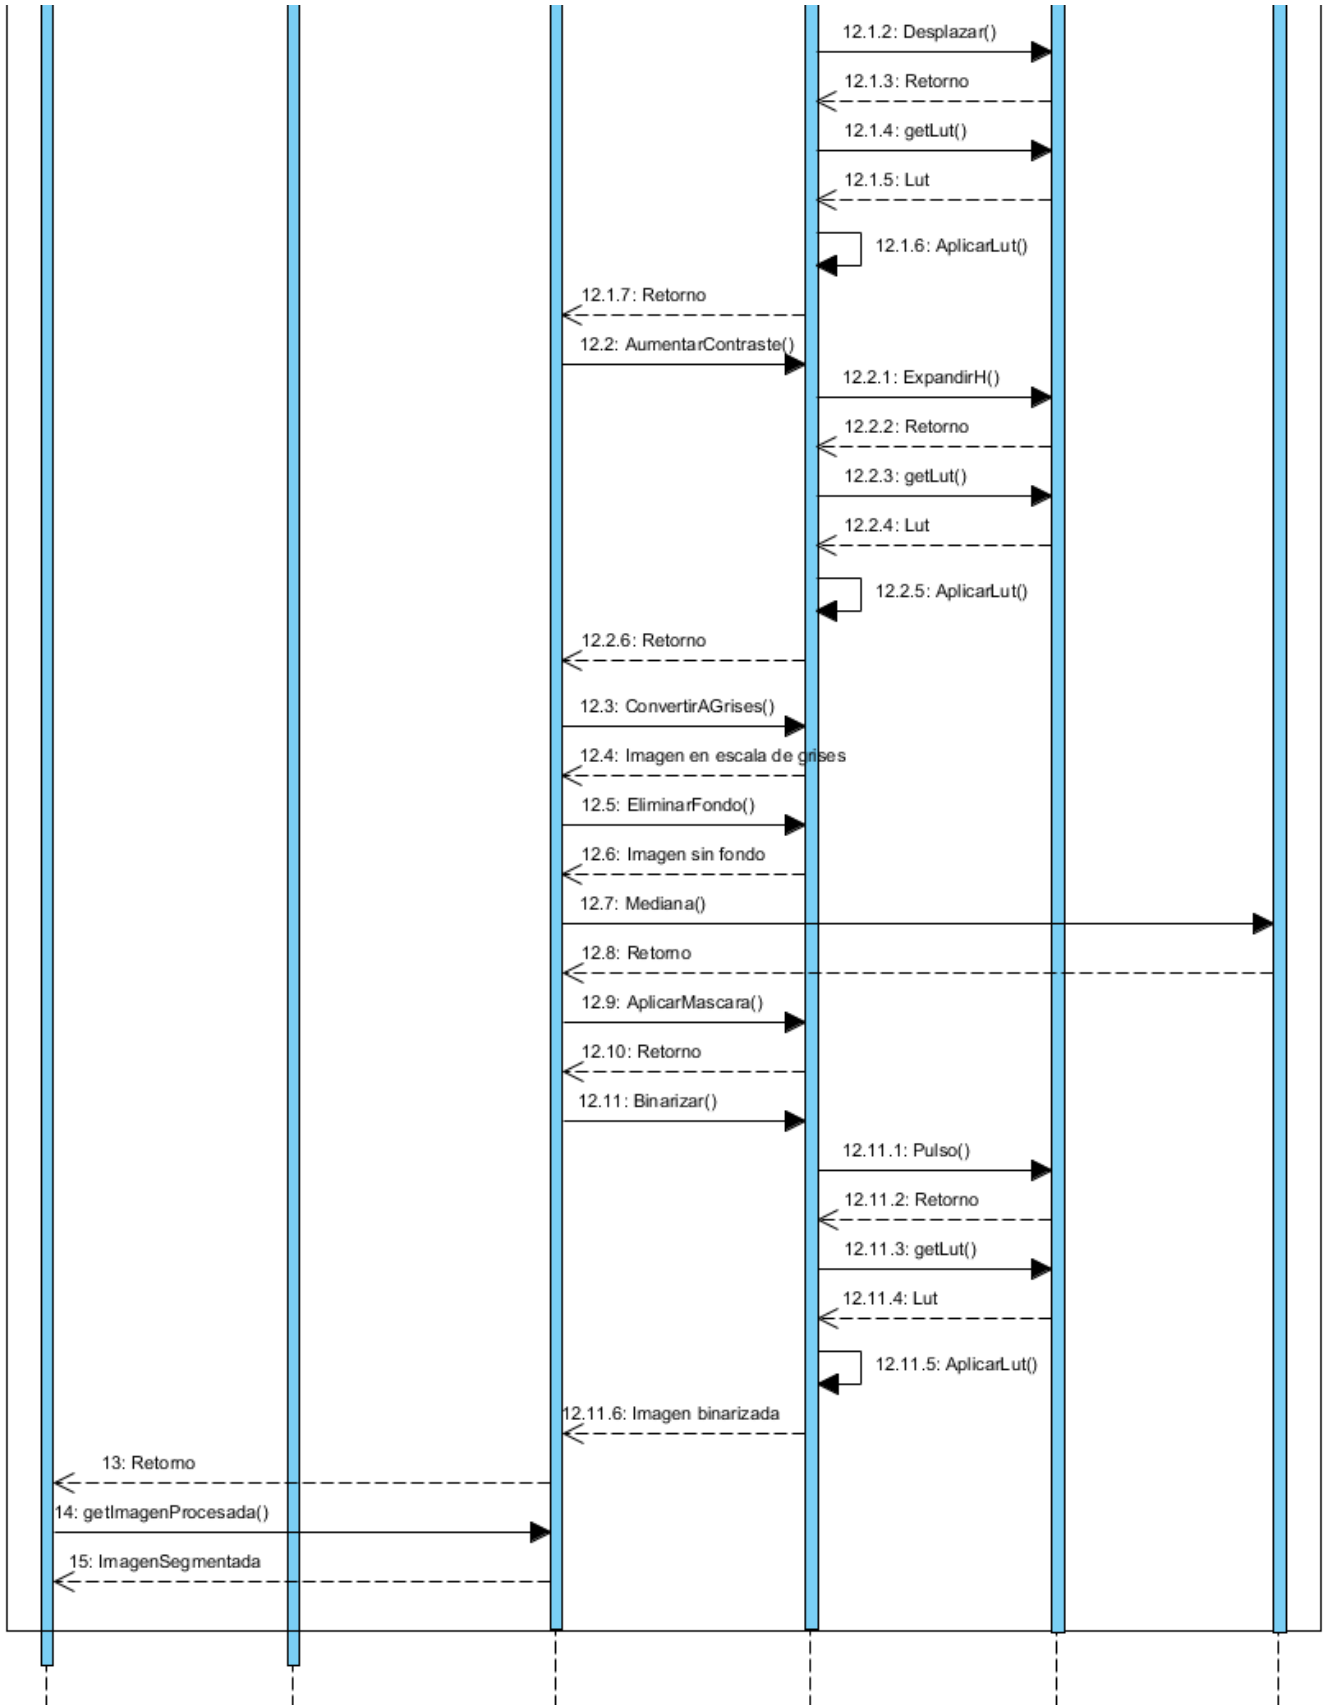 12.1.2: Desplazar()
12.1.3: Retorno
12.1.4: getLut()
12.1.5: Lut
12.1.6: AplicarLut()
12.1.7: Retorno
12.2: AumentarContraste()
12.2.1: ExpandirH()
12.2.2: Retorno
12.2.3: getLut()
12.2.4: Lut
12.2.5: AplicarLut()
12.2.6: Retorno
12.3: ConvertirAGrises()
12.4: Imagen en escala de grises
12.5: EliminarFondo()
12.6: Imagen sin fondo
12.7: Mediana()
12.8: Retorno
12.9: AplicarMascara()
12.10: Retorno
12.11: Binarizar()
12.11.1: Pulso()
12.11.2: Retorno
12.11.3: getLut()
12.11.4: Lut
12.11.5: AplicarLut()
12.11.6: Imagen binarizada
13: Retorno
14: getImagenProcesada()
15: ImagenSegmentada